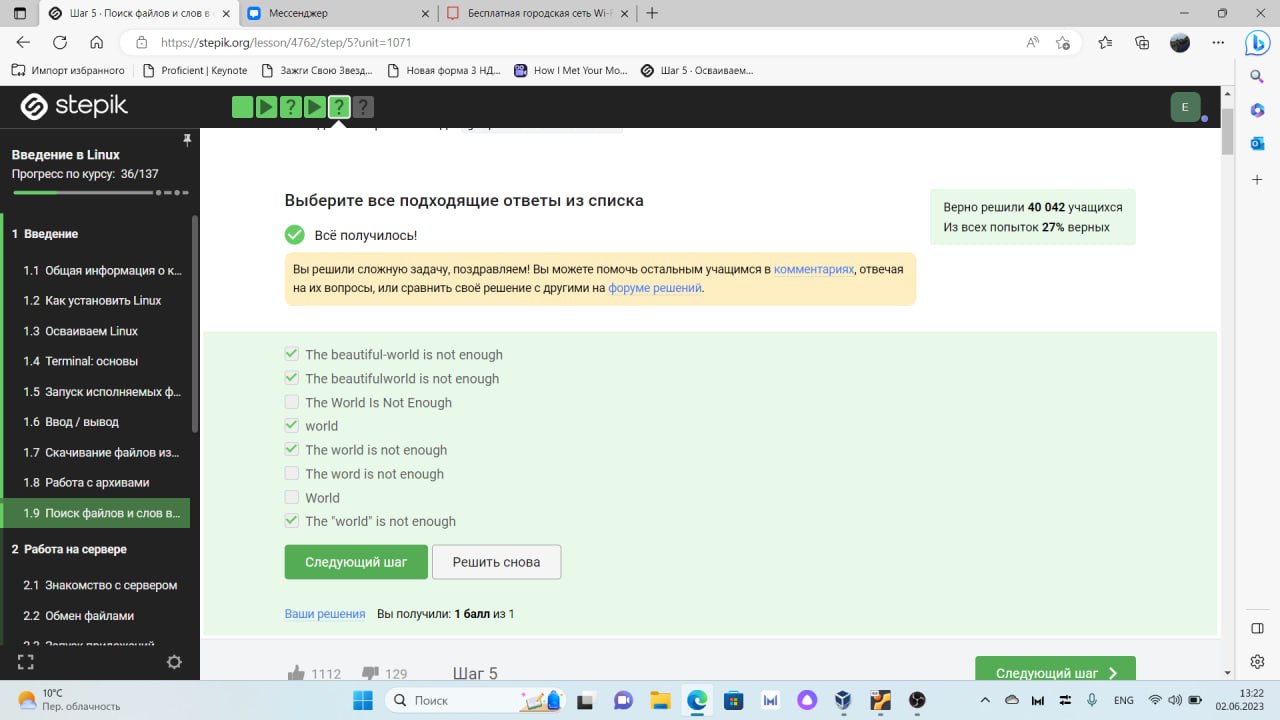 Шаг 5 · Поиск файлов и слов в
Мессенджер
Бесплатная городская сеть Wi-F
https://stepik.org/lesson/4762/step/5?unit=1071
Импорт избранного
Proficient | Keynote
Зажги Свою Звезд...
Новая форма 3 НД...
How I Met Your Mo...
Шаг 5 · Осваиваем...
stepik
E
Введение в Linux
Прогресс по курсу: 36/137
1 Введение
1.1 Общая информация о к...
1.2 Как установить Linux
1.3 Осваиваем Linux
1.4 Terminal: основы
1.5 Запуск исполняемых ф...
1.6 Ввод / вывод
1.7 Скачивание файлов из...
1.8 Работа с архивами
1.9 Поиск файлов и слов в...
2 Работа на сервере
2.1 Знакомство с сервером
2.2 Обмен файлами
2.3 Запуск приложений
Выберите все подходящие ответы из списка
Всё получилось!
Верно решили 40 042 учащихся
Из всех попыток 27% верных
Вы решили сложную задачу, поздравляем! Вы можете помочь остальным учащимся в комментариях, отвечая
на их вопросы, или сравнить своё решение с другими на форуме решений.
The beautiful-world is not enough
The beautifulworld is not enough
The World Is Not Enough
world
The world is not enough
The word is not enough
World
The "world" is not enough
Следующий шаг
Решить снова
Ваши решения Вы получили: 1 балл из 1
1112
129
Шаг 5
Следующий шаг
10°C
Пер. облачность
Поиск
ENG
13:22
02.06.2023